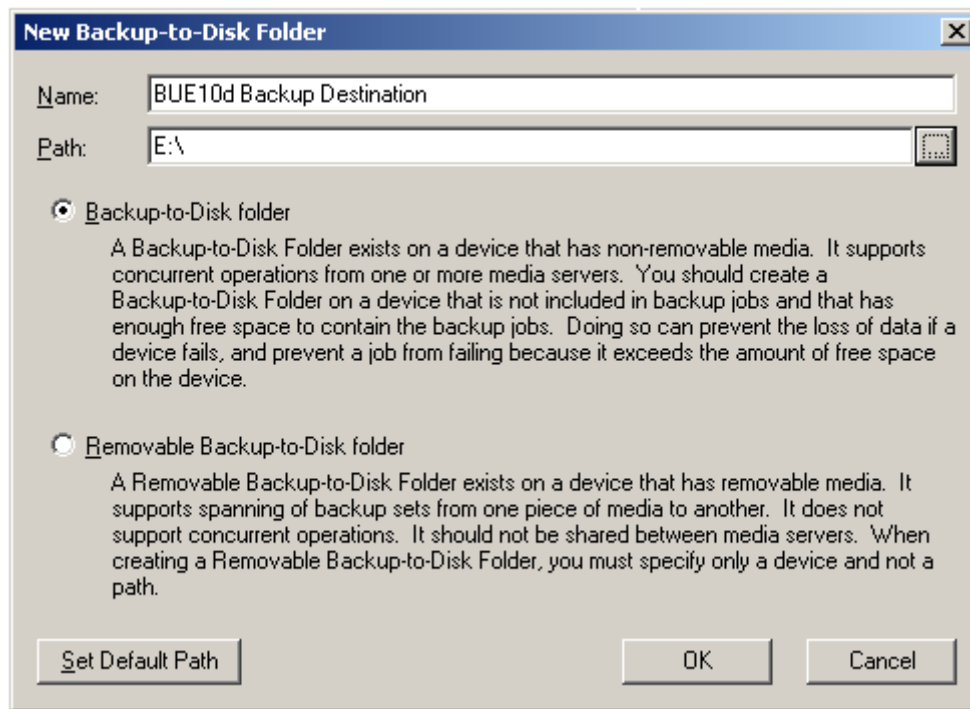 New Backup-to-Disk Folder
Name: BUE10d Backup Destination
Path: E:\ ...
Backup-to-Disk folder
A Backup-to-Disk Folder exists on a device that has non-removable media. It supports
concurrent operations from one or more media servers. You should create a
Backup-to-Disk Folder on a device that is not included in backup jobs and that has
enough free space to contain the backup jobs. Doing so can prevent the loss of data if a
device fails, and prevent a job from failing because it exceeds the amount of free space
on the device.
Removable Backup-to-Disk folder
A Removable Backup-to-Disk Folder exists on a device that has removable media. It
supports spanning of backup sets from one piece of media to another. It does not
support concurrent operations. It should not be shared between media servers. When
creating a Removable Backup-to-Disk Folder, you must specify only a device and not a
path.
Set Default Path OK Cancel